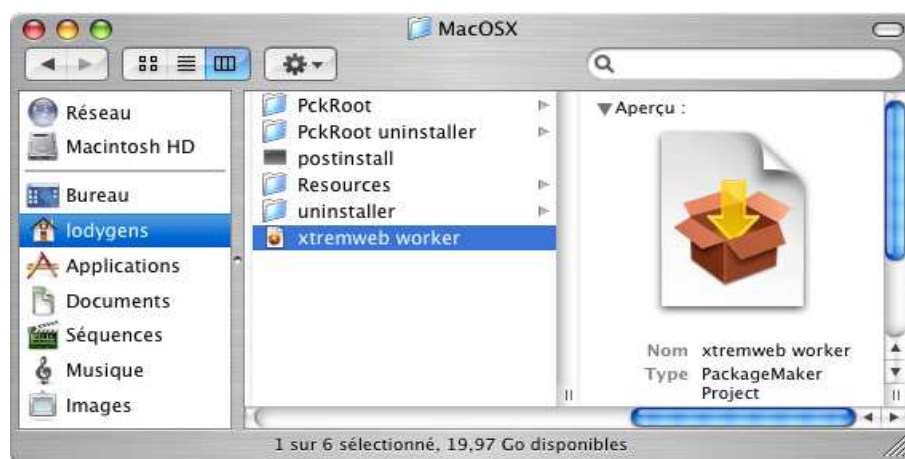 MacOSX
Réseau
Macintosh HD
Bureau
lodygens
Applications
Documents
Séquences
Musique
Images
PckRoot
PckRoot uninstaller
postinstall
Resources
uninstaller
xtremweb worker
Aperçu :
Nom xtremweb worker
Type PackageMaker
Project
1 sur 6 sélectionné, 19,97 Go disponibles